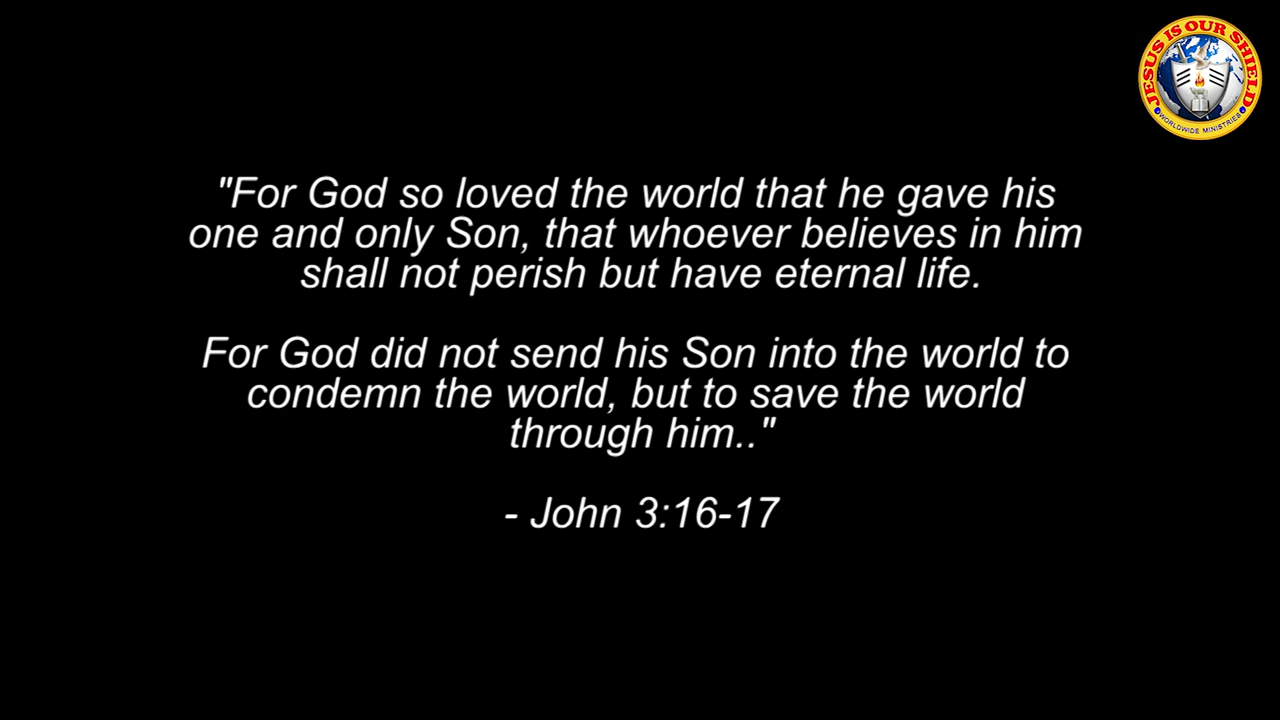 JESUS IS OUR SHIELD
WORLDWIDE MINISTRIES
"For God so loved the world that he gave his
one and only Son, that whoever believes in him
shall not perish but have eternal life.
For God did not send his Son into the world to
condemn the world, but to save the world
through him.."
- John 3:16-17